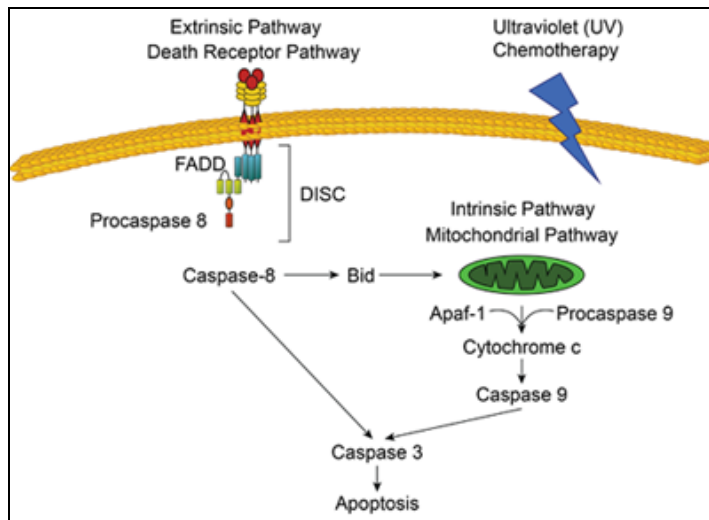 Extrinsic Pathway
Death Receptor Pathway
Ultraviolet (UV)
Chemotherapy
FADD
DISC
Procaspase 8
Intrinsic Pathway
Mitochondrial Pathway
Caspase-8
Bid
Apaf-1
Procaspase 9
Cytochrome c
Caspase 9
Caspase 3
Apoptosis